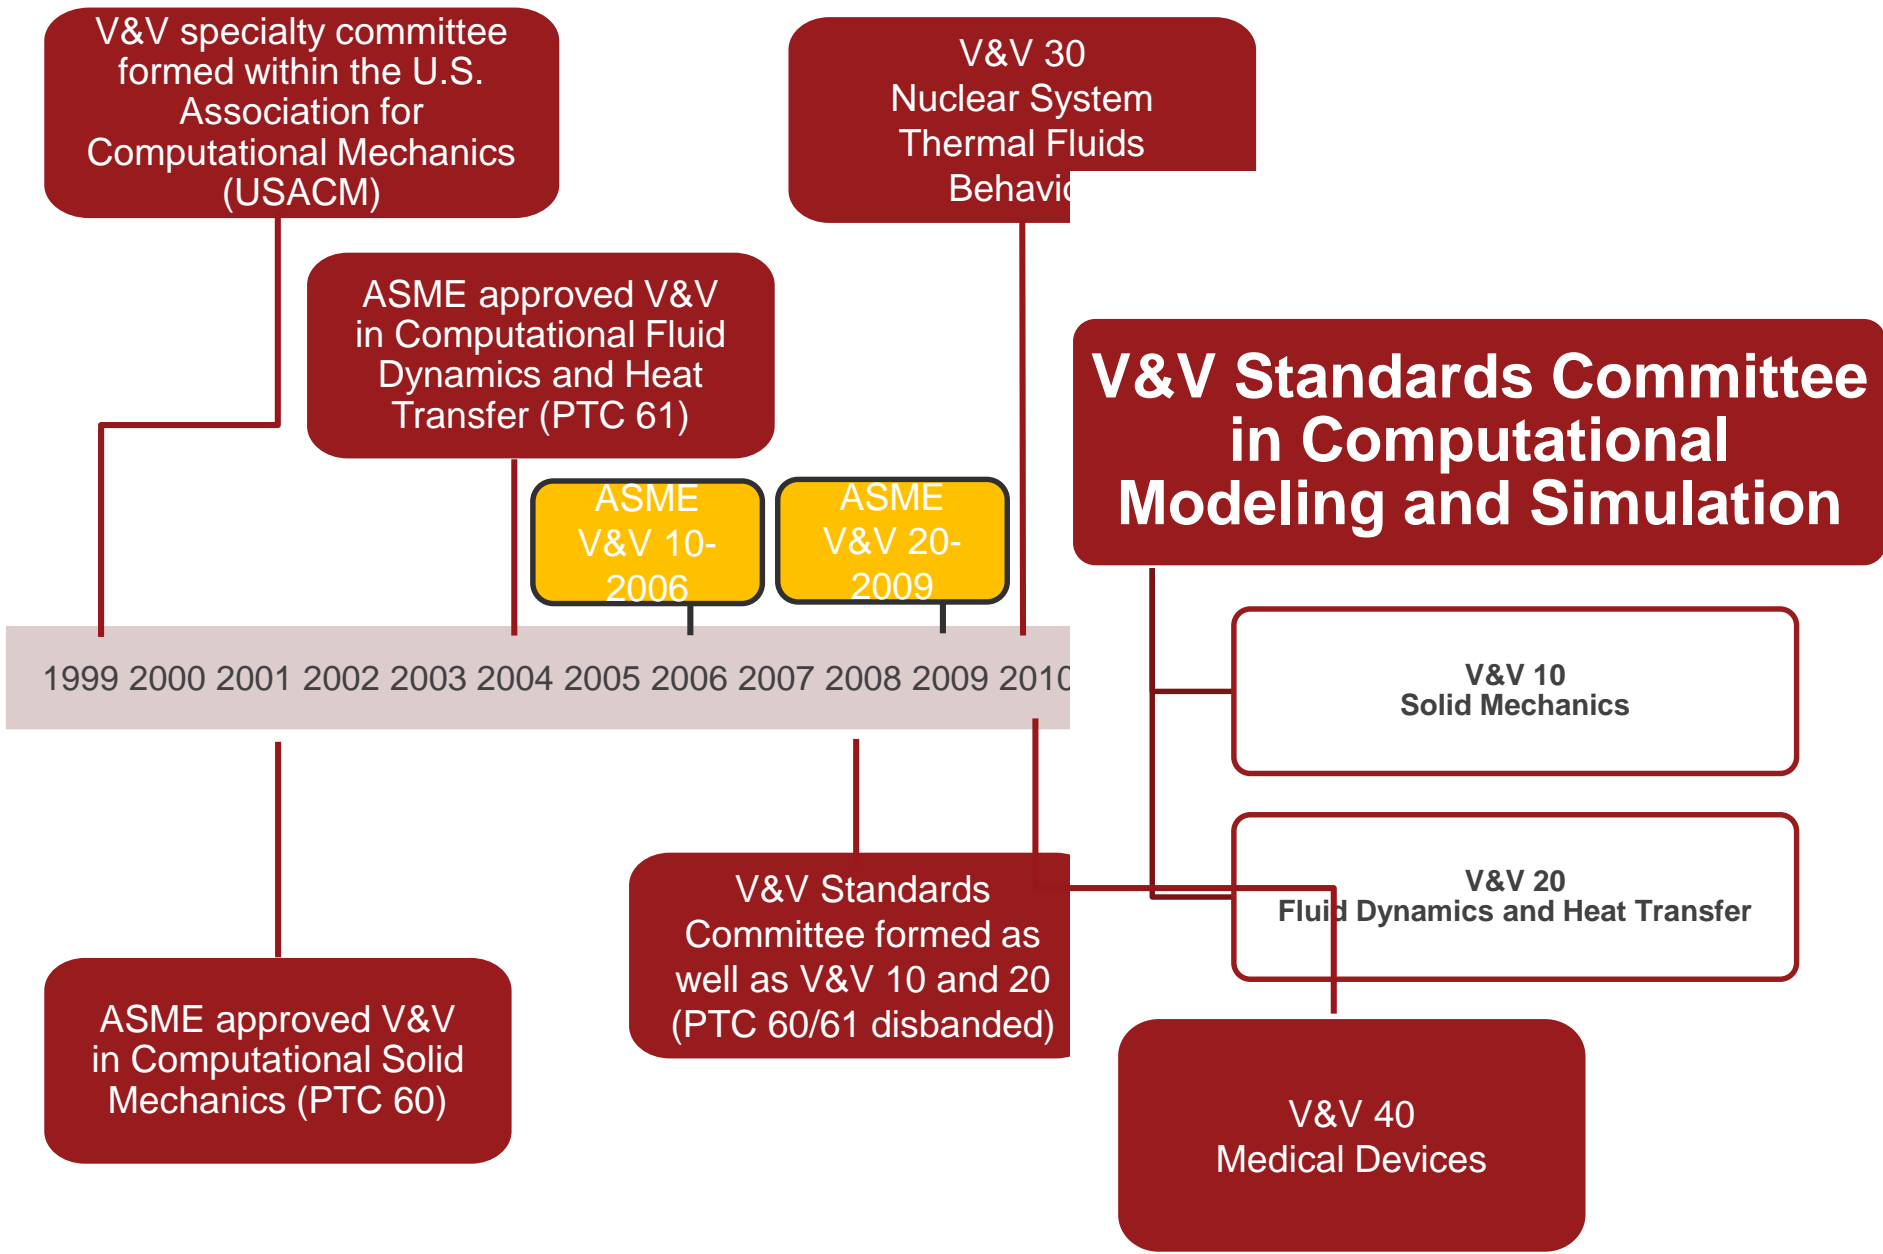 V&V specialty committee
formed within the U.S.
Association for
Computational Mechanics
(USACM)
V&V 30
Nuclear System
Thermal Fluids
ASME approved V&V
in Computational Fluid
Dynamics and Heat
Transfer (PTC 61)
V&V Standards Committee
in Computational
Modeling and Simulation
ASME
V&V 10-
2006
ASME
V&V 20-
2009
1999 2000 2001 2002 2003 2004 2005 2006 2007 2008 2009 2010
V&V 10
Solid Mechanics
V&V 20
Fluid Dynamics and Heat Transfer
V&V Standards
Committee formed as
well as V&V 10 and 20
(PTC 60/61 disbanded)
ASME approved V&V
in Computational Solid
Mechanics (PTC 60)
V&V 40
Medical Devices